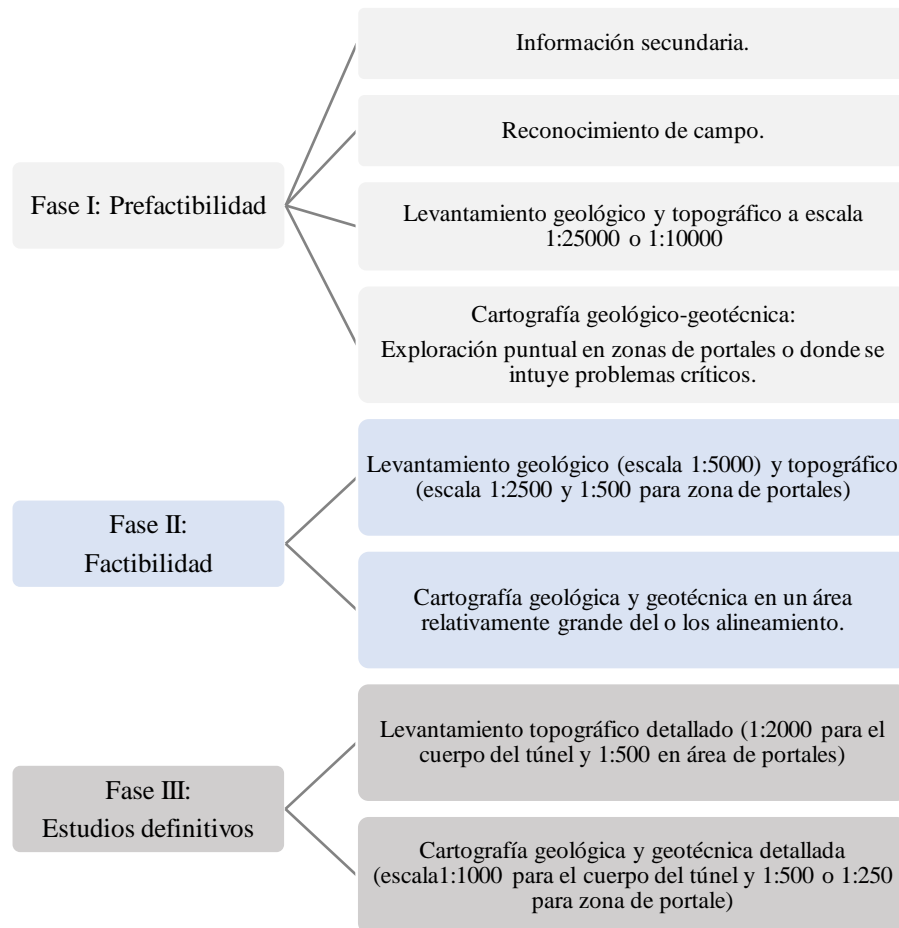 Fase I: Prefactibilidad
Información secundaria.
Reconocimiento de campo.
Levantamiento geológico y topográfico a escala
1:25000 o 1:10000
Cartografía geológico-geotécnica:
Exploración puntual en zonas de portales o donde se
intuye problemas críticos.
Fase II:
Factibilidad
Levantamiento geológico (escala 1:5000) y topográfico
(escala 1:2500 y 1:500 para zona de portales)
Cartografía geológica y geotécnica en un área
relativamente grande del o los alineamiento.
Fase III:
Estudios definitivos
Levantamiento topográfico detallado (1:2000 para el
cuerpo del túnel y 1:500 en área de portales)
Cartografía geológica y geotécnica detallada
(escala1:1000 para el cuerpo del túnel y 1:500 o 1:250
para zona de portale)